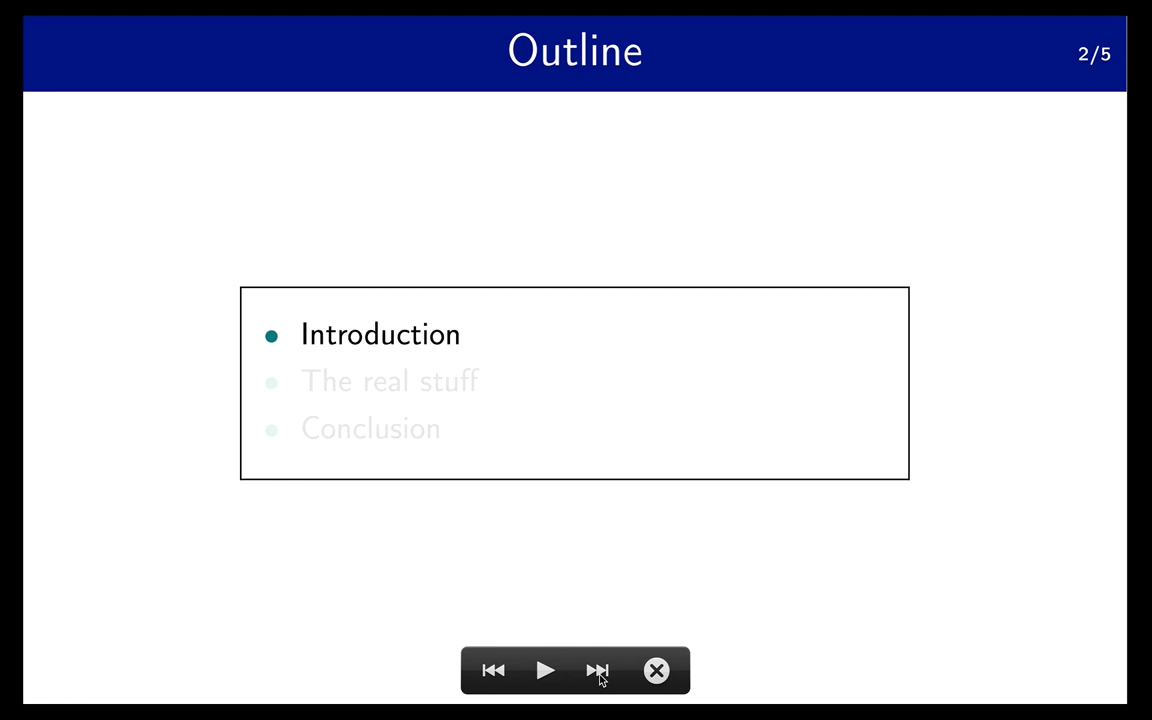 Outline
2/5
Introduction
The real stuff
Conclusion